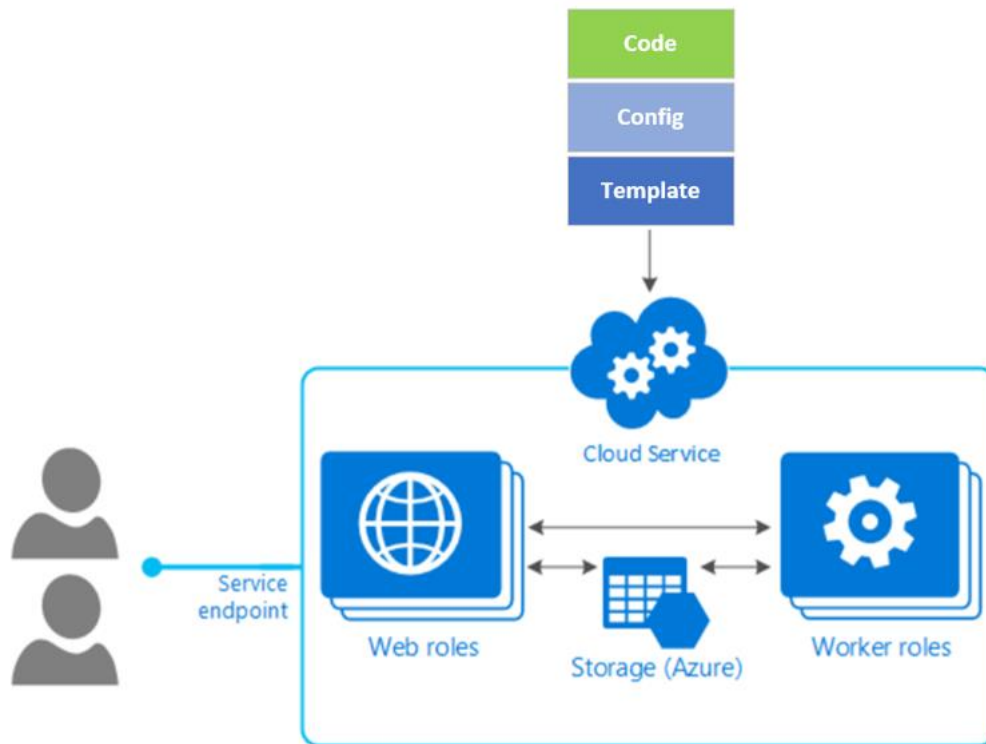 Code
Config
Template
Cloud Service
Service
endpoint
Web roles
Storage (Azure)
Worker roles